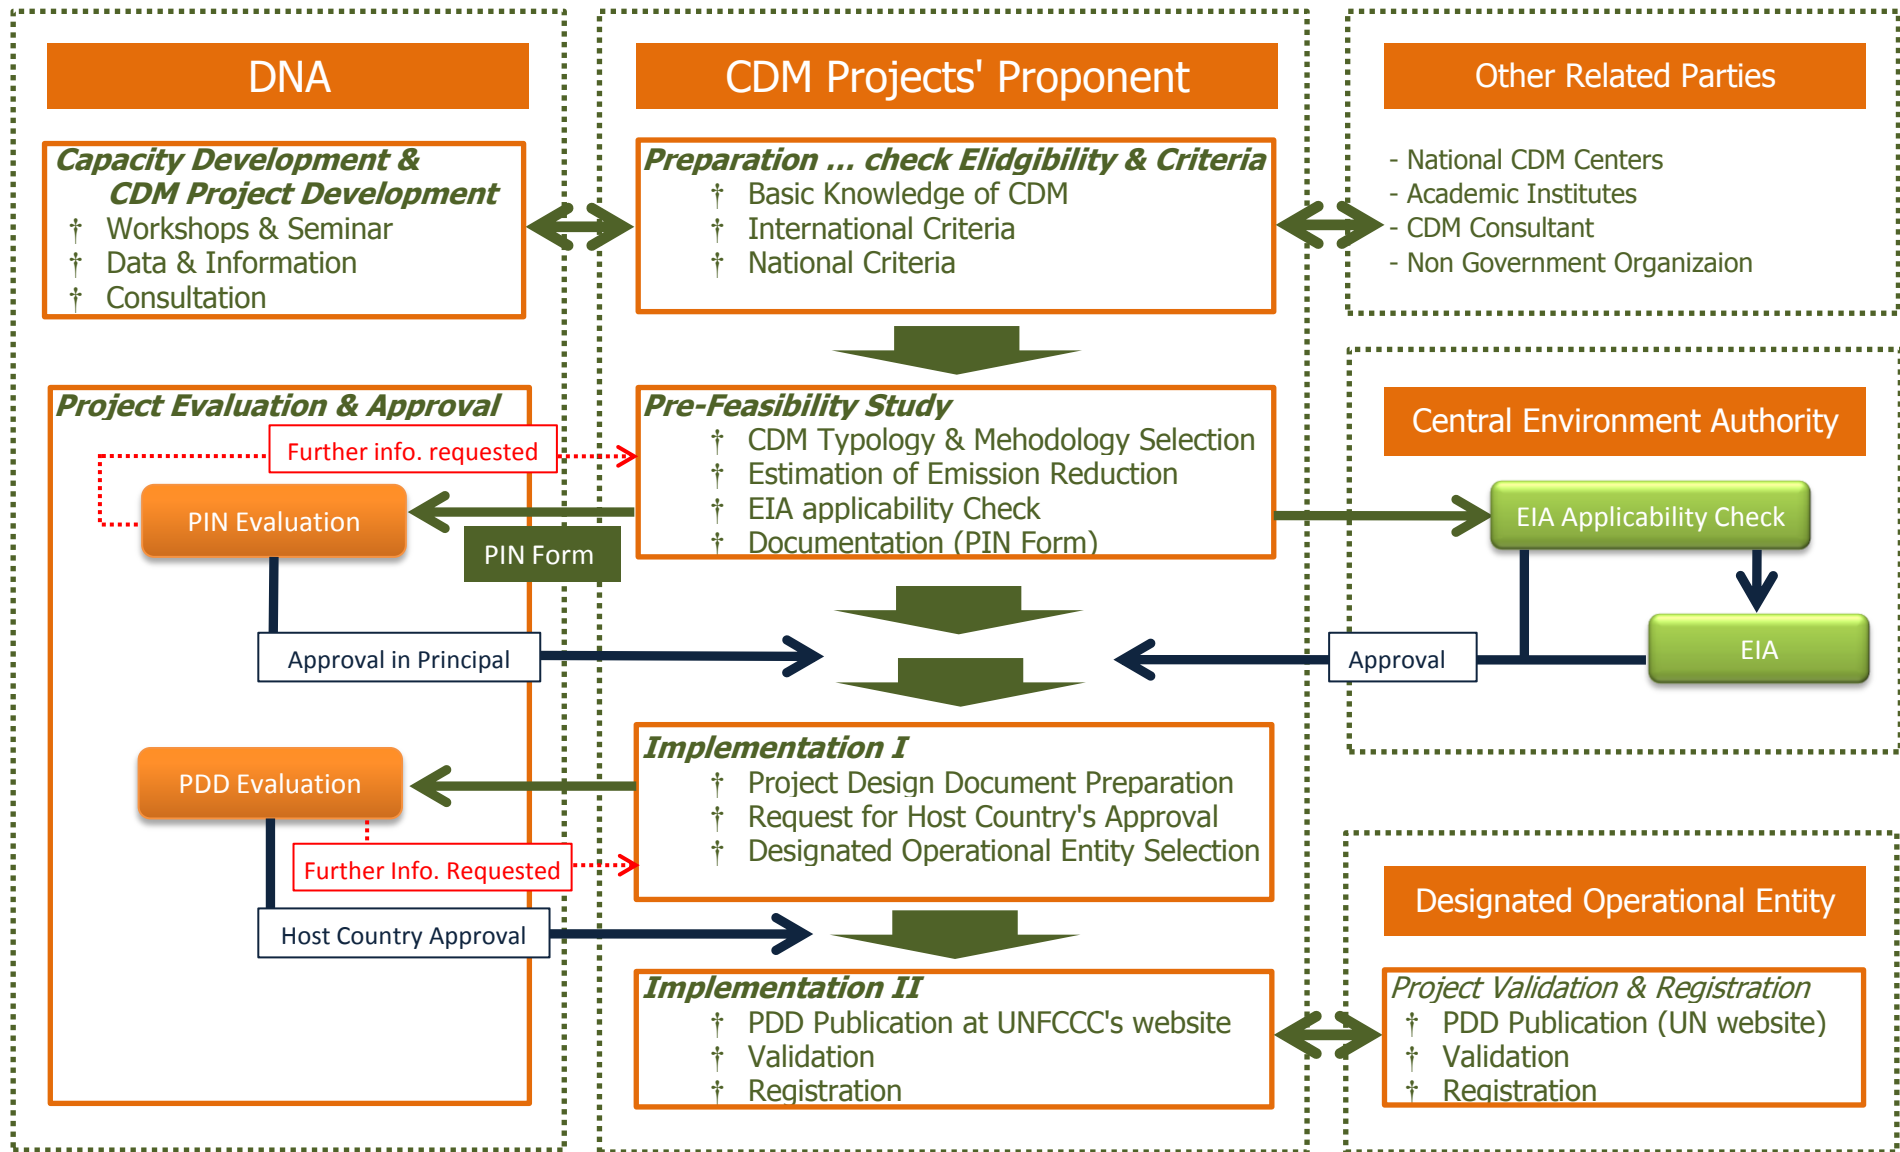 DNA
Capacity Development &
CDM Project Development
† Workshops & Seminar
† Data & Information
† Consultation
Project Evaluation & Approval
Further info. requested
PIN Evaluation
PIN Form
Approval in Principal
PDD Evaluation
Further Info. Requested
Host Country Approval
CDM Projects' Proponent
Preparation ... check Elidgibility & Criteria
† Basic Knowledge of CDM
† International Criteria
† National Criteria
Pre-Feasibility Study
† CDM Typology & Mehodology Selection
† Estimation of Emission Reduction
† EIA applicability Check
† Documentation (PIN Form)
Implementation I
† Project Design Document Preparation
† Request for Host Country's Approval
† Designated Operational Entity Selection
Implementation II
† PDD Publication at UNFCCC's website
† Validation
† Registration
Other Related Parties
- National CDM Centers
- Academic Institutes
- CDM Consultant
- Non Government Organizaion
Central Environment Authority
EIA Applicability Check
EIA
Approval
Designated Operational Entity
Project Validation & Registration
† PDD Publication (UN website)
† Validation
† Registration